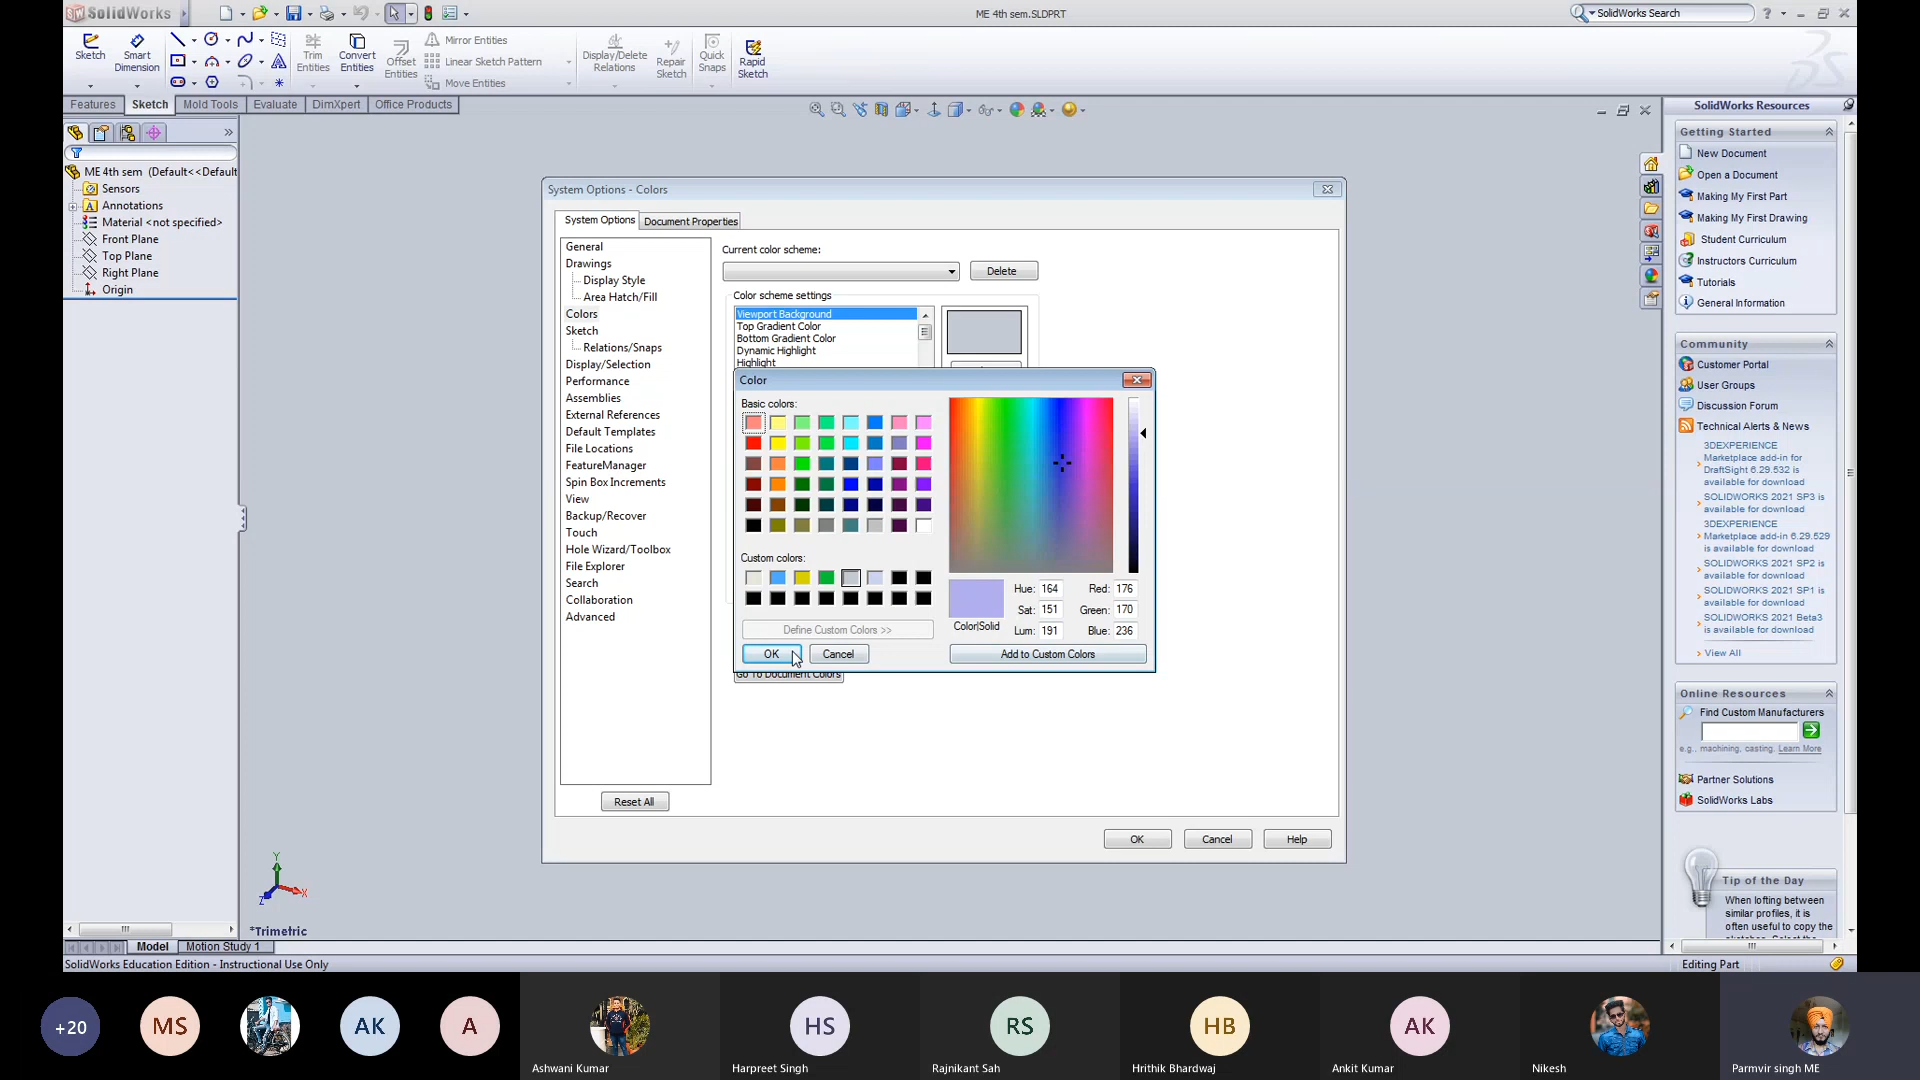 SolidWorks
ME 4th sem.SLDPRT
SolidWorks Search
Sketch
Smart Dimension
Trim Entities
Convert Entities
Offset Entities
Mirror Entities
Linear Sketch Pattern
Move Entities
Display/Delete Relations
Repair Sketch
Quick Snaps
Rapid Sketch
Features
Sketch
Mold Tools
Evaluate
DimXpert
Office Products
ME 4th sem (Default<<Default
Sensors
Annotations
Material <not specified>
Front Plane
Top Plane
Right Plane
Origin
System Options - Colors
System Options
Document Properties
General
Drawings
Display Style
Area Hatch/Fill
Colors
Sketch
Relations/Snaps
Display/Selection
Performance
Assemblies
External References
Default Templates
File Locations
FeatureManager
Spin Box Increments
View
Backup/Recover
Touch
Hole Wizard/Toolbox
File Explorer
Search
Collaboration
Advanced
Reset All
Current color scheme:
Delete
Color scheme settings
Viewport Background
Top Gradient Color
Bottom Gradient Color
Dynamic Highlight
Highlight
Color
Basic colors:
Custom colors:
Define Custom Colors >>
OK
Cancel
Color|Solid
Hue: 164
Sat: 151
Lum: 191
Red: 176
Green: 170
Blue: 236
Add to Custom Colors
Go To Document Colors
OK
Cancel
Help
SolidWorks Resources
Getting Started
New Document
Open a Document
Making My First Part
Making My First Drawing
Student Curriculum
Instructors Curriculum
Tutorials
General Information
Community
Customer Portal
User Groups
Discussion Forum
Technical Alerts & News
3DEXPERIENCE
Marketplace add-in for
DraftSight 6.29.532 is
available for download
SOLIDWORKS 2021 SP3 is
available for download
3DEXPERIENCE
Marketplace add-in 6.29.529
is available for download
SOLIDWORKS 2021 SP2 is
available for download
SOLIDWORKS 2021 SP1 is
available for download
SOLIDWORKS 2021 Beta3
is available for download
View All
Online Resources
Find Custom Manufacturers
e.g., machining, casting. Learn More
Partner Solutions
SolidWorks Labs
Tip of the Day
When lofting between
similar profiles, it is
often useful to copy the
Y
X
Z
*Trimetric
Model
Motion Study 1
SolidWorks Education Edition - Instructional Use Only
Editing Part
+20
MS
AK
A
Ashwani Kumar
HS
Harpreet Singh
RS
Rajnikant Sah
HB
Hrithik Bhardwaj
AK
Ankit Kumar
Nikesh
Parmvir singh ME